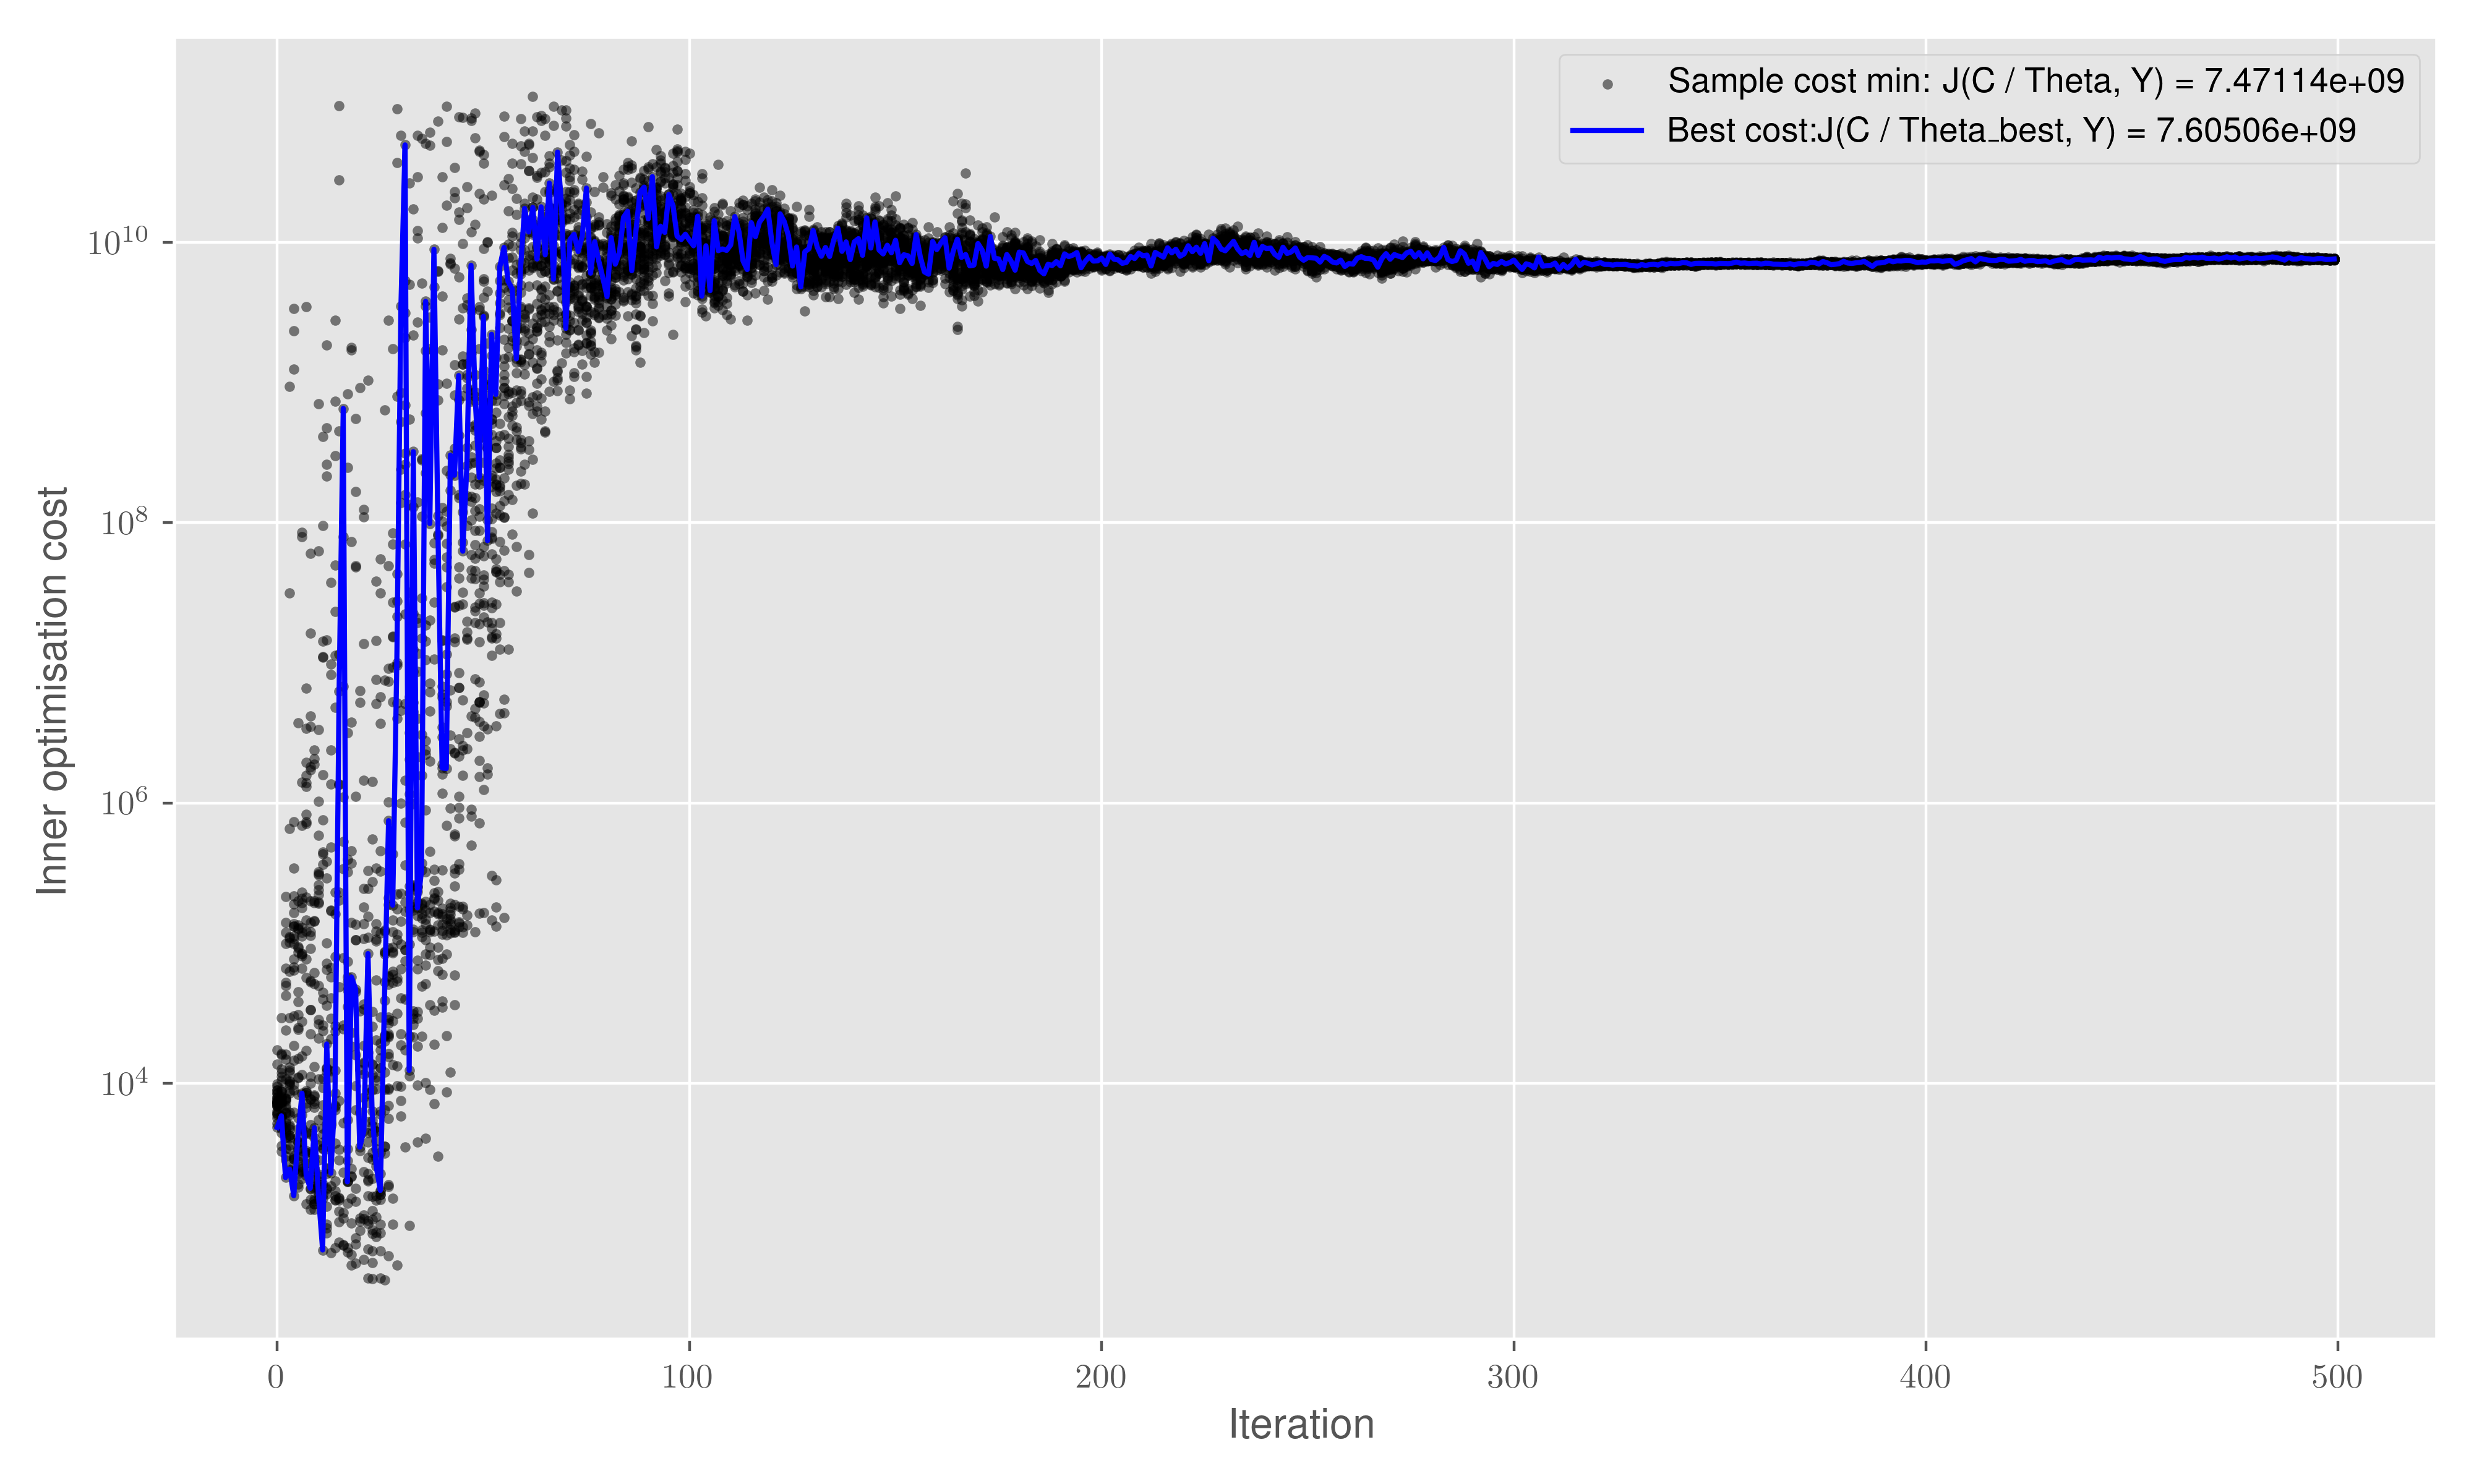 Sample cost min: J(C / Theta, Y) = 7.47114e+09
Best cost:J(C / Theta_best, Y) = 7.60506e+09
Inner optimisation cost
10^10
10^8
10^6
10^4
0 100 200 300 400 500
Iteration